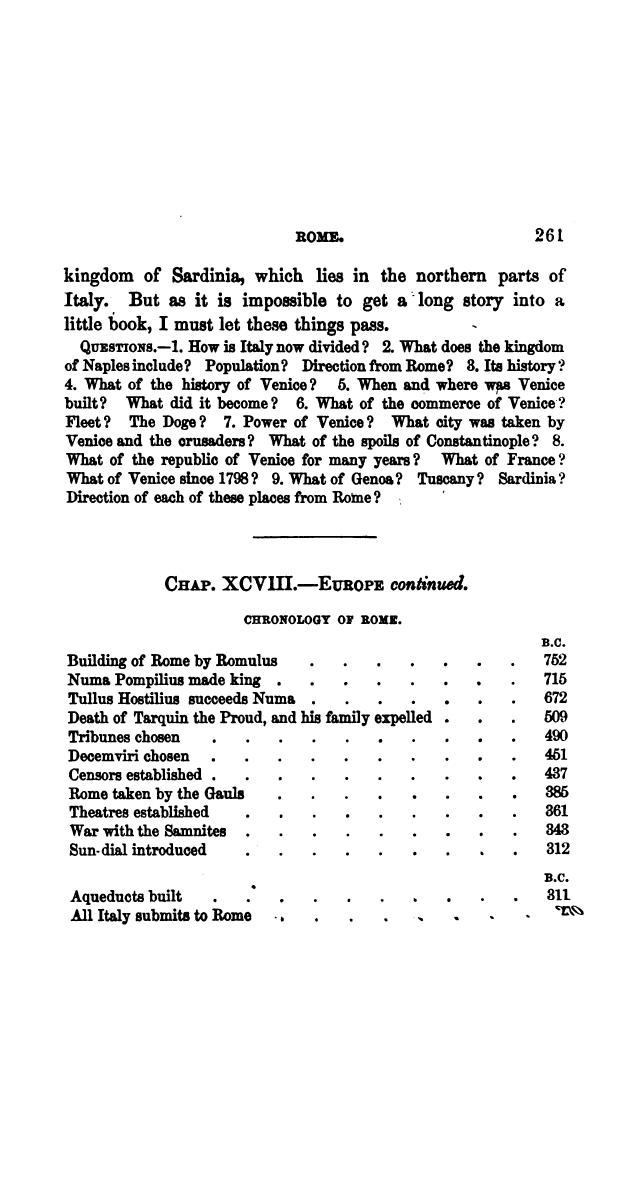 ROME. 261
kingdom of Sardinia, which lies in the northern parts of
Italy. But as it is impossible to get a long story into a
little book, I must let these things pass.
QUESTIONS.—1. How is Italy now divided? 2. What does the kingdom
of Naples include? Population? Direction from Rome? 3. Its history?
4. What of the history of Venice? 5. When and where was Venice
built? What did it become? 6. What of the commerce of Venice?
Fleet? The Doge? 7. Power of Venice? What city was taken by
Venice and the crusaders? What of the spoils of Constantinople? 8.
What of the republic of Venice for many years? What of France?
What of Venice since 1798? 9. What of Genoa? Tuscany? Sardinia?
Direction of each of these places from Rome?
CHAP. XCVIII.—EUROPE continued.
CHRONOLOGY OF ROME.
B.C.
Building of Rome by Romulus . . . . . . . 752
Numa Pompilius made king . . . . . . . . 715
Tullus Hostilius succeeds Numa . . . . . . . 672
Death of Tarquin the Proud, and his family expelled . . . 509
Tribunes chosen . . . . . . . . . . 490
Decemviri chosen . . . . . . . . . . 451
Censors established . . . . . . . . . . 437
Rome taken by the Gauls . . . . . . . . 385
Theatres established . . . . . . . . . 361
War with the Samnites . . . . . . . . . 343
Sun-dial introduced . . . . . . . . . 312
B.C.
Aqueducts built . . . . . . . . . . 311
All Italy submits to Rome . . . . . . . .